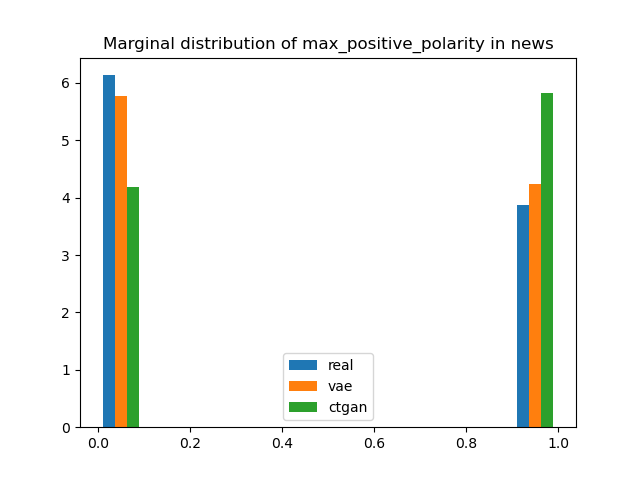 Marginal distribution of max_positive_polarity in news
6
5
4
3
2
1
0
real
vae
ctgan
0.0 0.2 0.4 0.6 0.8 1.0